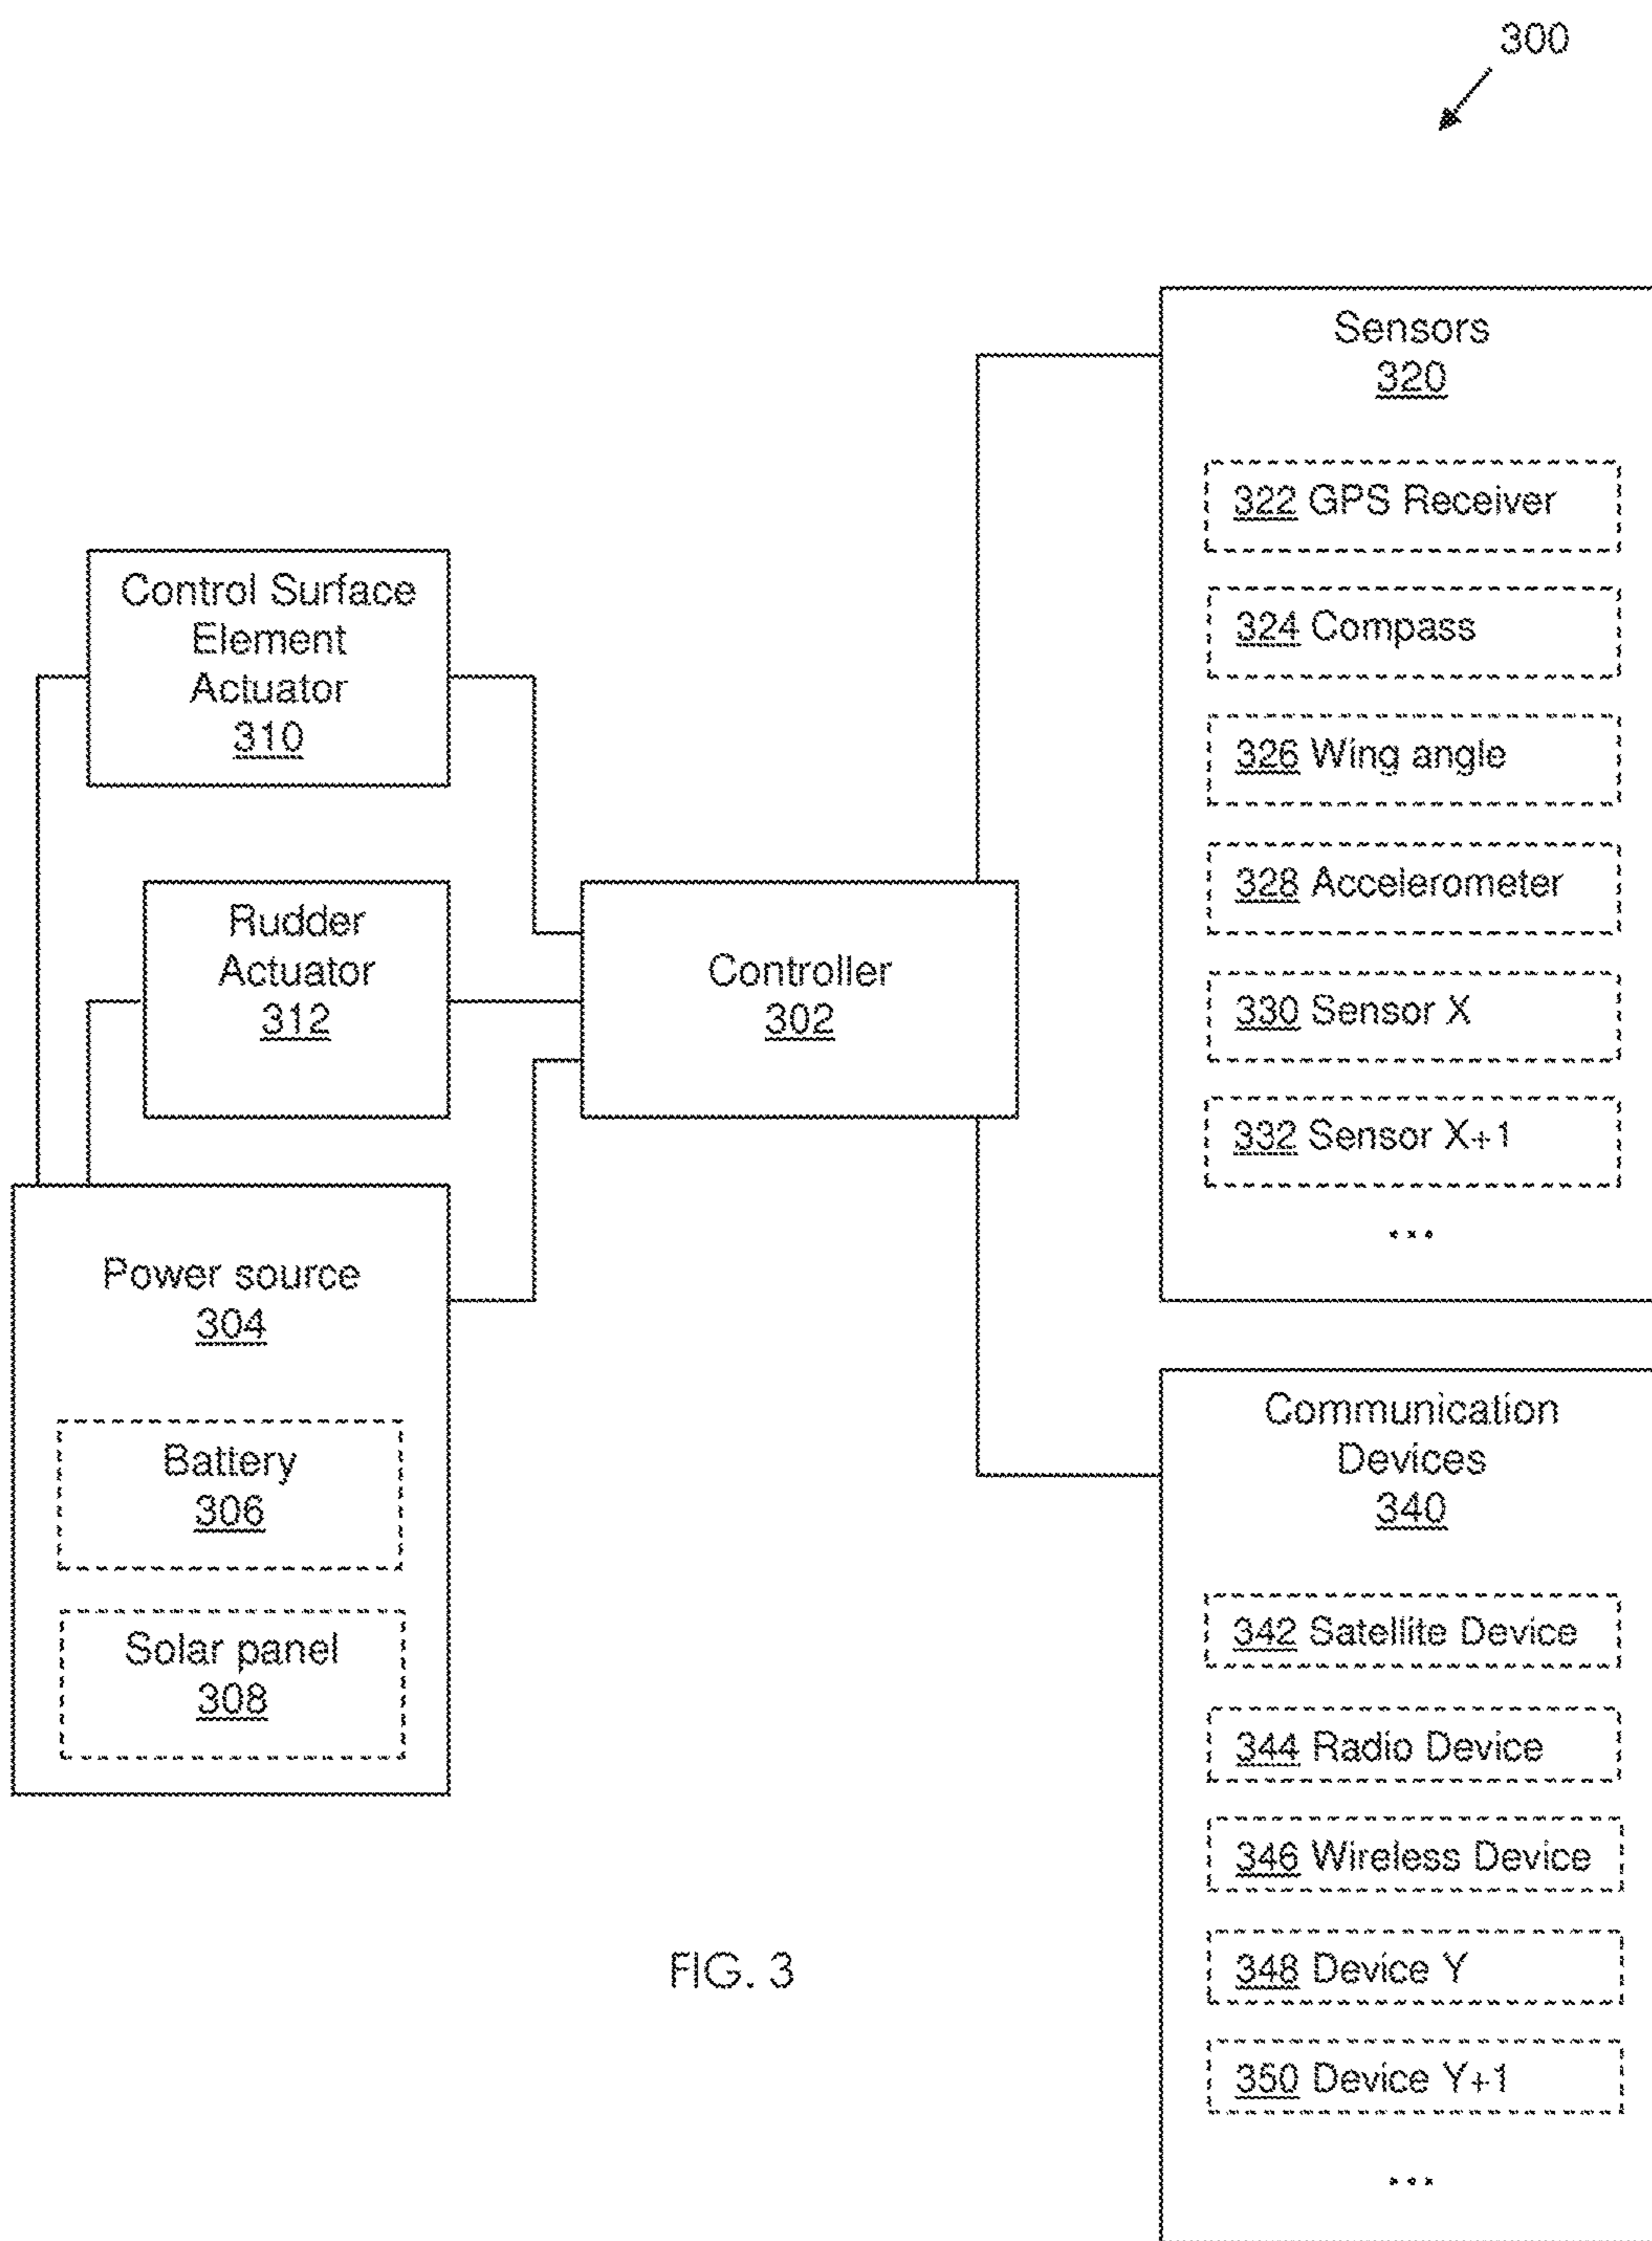 300
Sensors
320
322 GPS Receiver
324 Compass
326 Wing angle
328 Accelerometer
330 Sensor X
332 Sensor X+1
...
Control Surface
Element
Actuator
310
Rudder
Actuator
312
Controller
302
Power source
304
Battery
306
Solar panel
308
Communication
Devices
340
342 Satellite Device
344 Radio Device
346 Wireless Device
348 Device Y
350 Device Y+1
...
FIG. 3